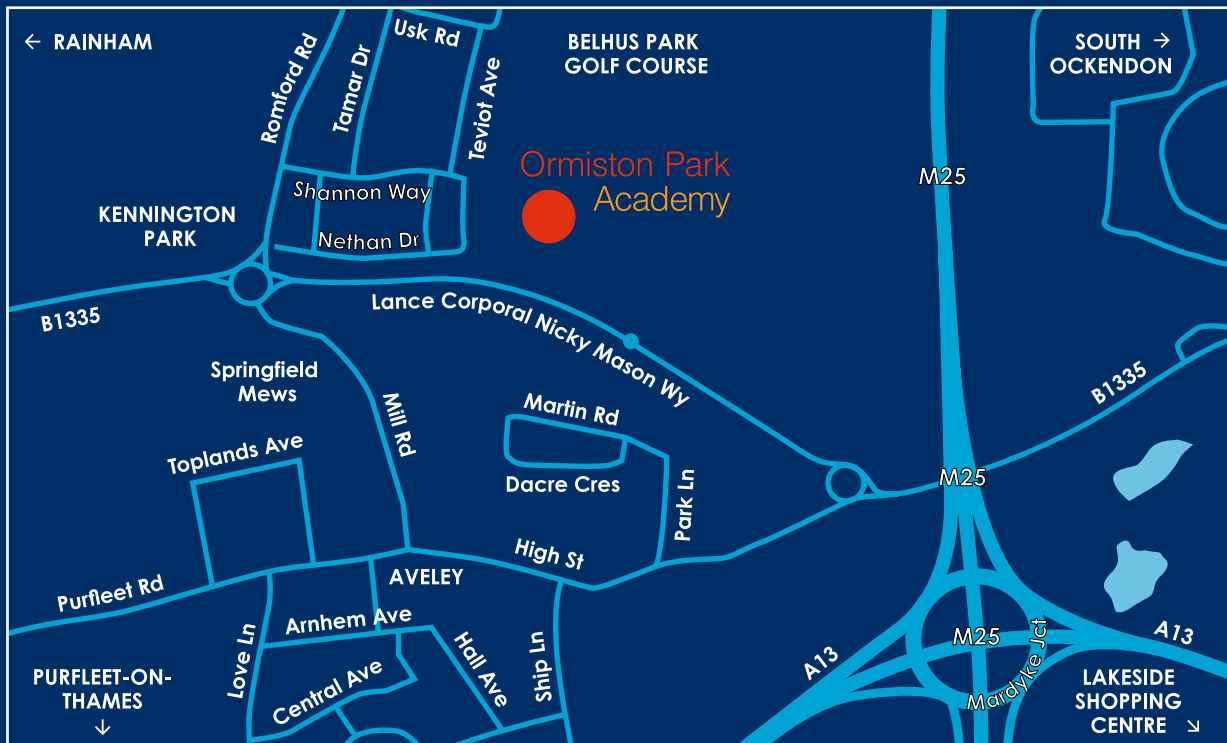 ← RAINHAM
Romford Rd
Tamar Dr
Usk Rd
Teviot Ave
BELHUS PARK
GOLF COURSE
SOUTH →
OCKENDON
Ormiston Park
Academy
M25
Shannon Way
Nethan Dr
KENNINGTON
PARK
B1335
Lance Corporal Nicky Mason Wy
Springfield
Mews
Mill Rd
Martin Rd
B1335
Toplands Ave
Dacre Cres
Park Ln
M25
High St
Purfleet Rd
AVELEY
Arnhem Ave
Love Ln
Central Ave
Hall Ave
Ship Ln
A13
M25
Mardyke Jct
A13
PURFLEET-ON-
THAMES
↓
LAKESIDE
SHOPPING
CENTRE ↘